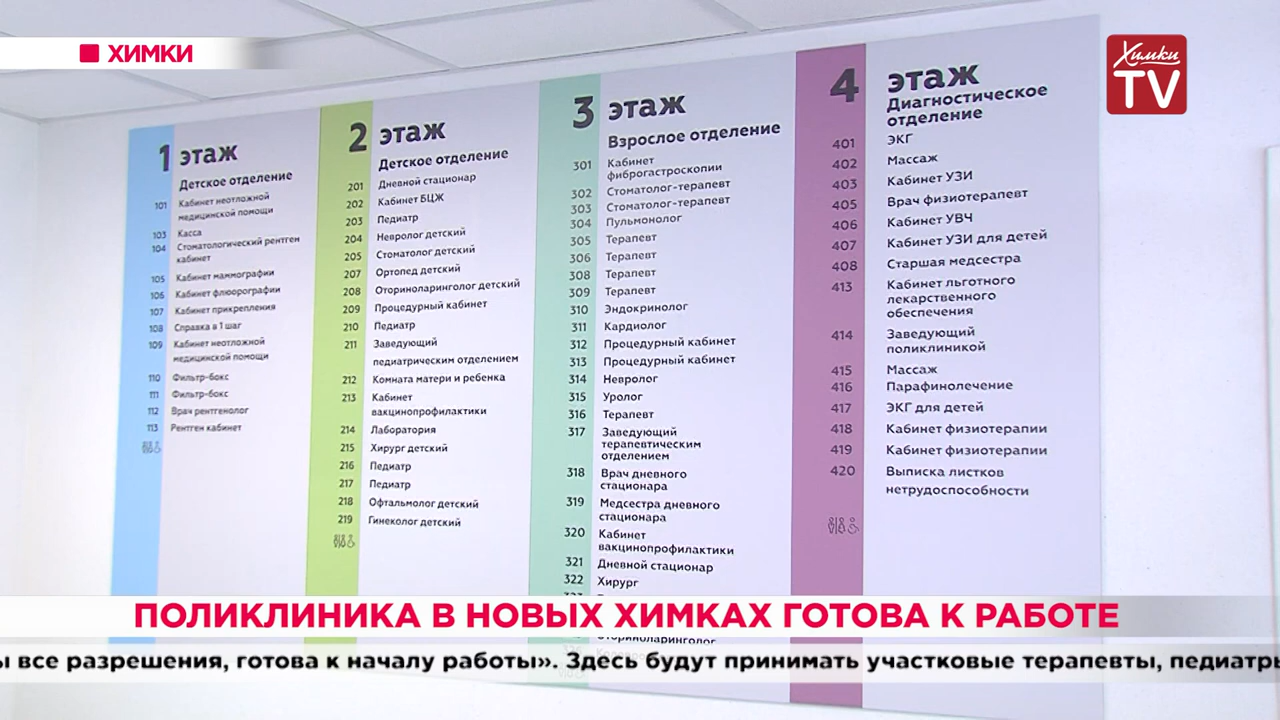 ХИМКИ
Химки
TV
1 этаж
Детское отделение
101 Кабинет неотложной
медицинской помощи
103 Касса
104 Стоматологический рентген
кабинет
105 Кабинет маммографии
106 Кабинет флюорографии
107 Кабинет прикрепления
108 Справка в 1 шаг
109 Кабинет неотложной
медицинской помощи
110 Фильтр-бокс
111 Фильтр-бокс
112 Врач рентгенолог
113 Рентген кабинет
2 этаж
Детское отделение
201 Дневной стационар
202 Кабинет БЦЖ
203 Педиатр
204 Невролог детский
205 Стоматолог детский
207 Ортопед детский
208 Оториноларинголог детский
209 Процедурный кабинет
210 Педиатр
211 Заведующий
педиатрическим отделением
212 Комната матери и ребенка
213 Кабинет
вакцинопрофилактики
214 Лаборатория
215 Хирург детский
216 Педиатр
217 Педиатр
218 Офтальмолог детский
219 Гинеколог детский
3 этаж
Взрослое отделение
301 Кабинет
фиброгастроскопии
302 Стоматолог-терапевт
303 Стоматолог-терапевт
304 Пульмонолог
305 Терапевт
306 Терапевт
308 Терапевт
309 Терапевт
310 Эндокринолог
311 Кардиолог
312 Процедурный кабинет
313 Процедурный кабинет
314 Невролог
315 Уролог
316 Терапевт
317 Заведующий
терапевтическим
отделением
318 Врач дневного
стационара
319 Медсестра дневного
стационара
320 Кабинет
вакцинопрофилактики
321 Дневной стационар
322 Хирург
Оториноларинголог
4 этаж
Диагностическое
отделение
401 ЭКГ
402 Массаж
403 Кабинет УЗИ
405 Врач физиотерапевт
406 Кабинет УВЧ
407 Кабинет УЗИ для детей
408 Старшая медсестра
413 Кабинет льготного
лекарственного
обеспечения
414 Заведующий
поликлиникой
415 Массаж
416 Парафинолечение
417 ЭКГ для детей
418 Кабинет физиотерапии
419 Кабинет физиотерапии
420 Выписка листков
нетрудоспособности
ПОЛИКЛИНИКА В НОВЫХ ХИМКАХ ГОТОВА К РАБОТЕ
ы все разрешения, готова к началу работы». Здесь будут принимать участковые терапевты, педиатры